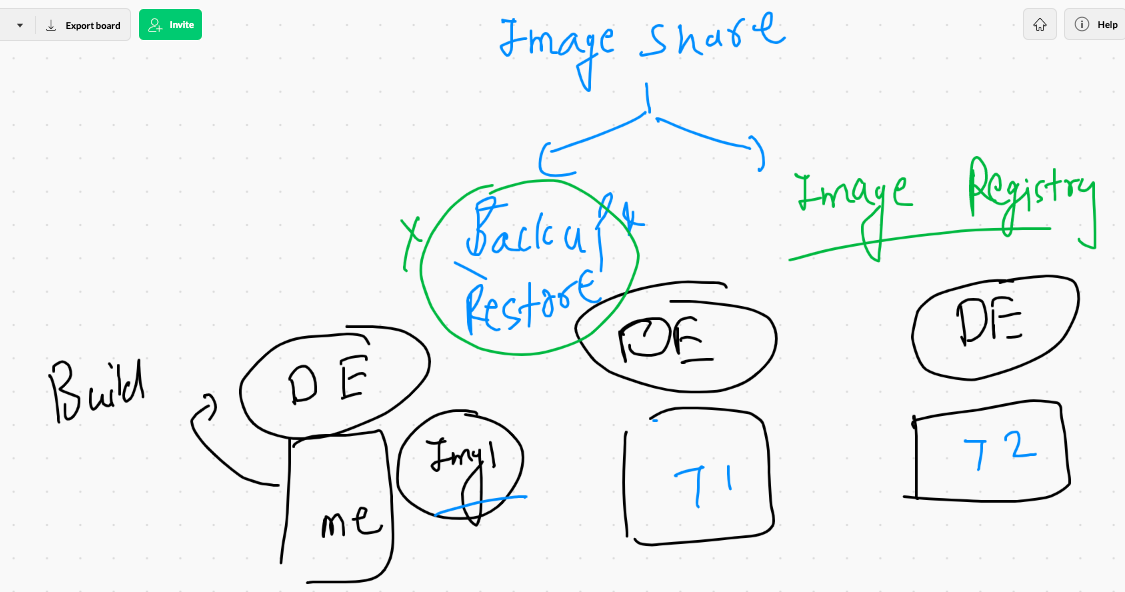 Export board
Invite
Help
Image share
Image Registry
Backup &
Restore
DE
DE
DE
Build
Img1
me
T1
T2